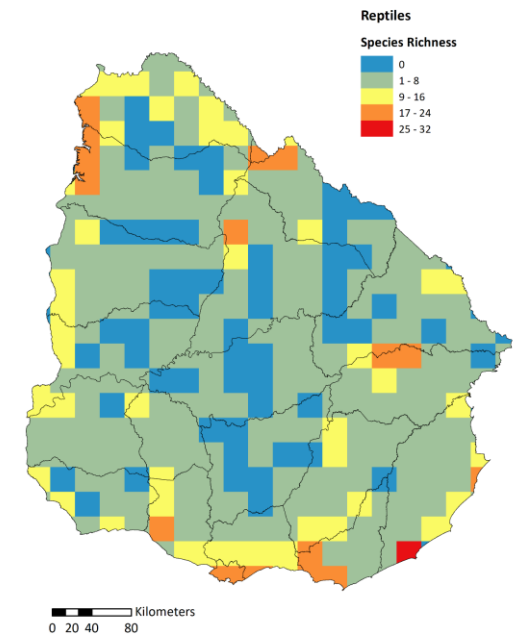 Reptiles
Species Richness
0
1 - 8
9 - 16
17 - 24
25 - 32
Kilometers
0 20 40 80